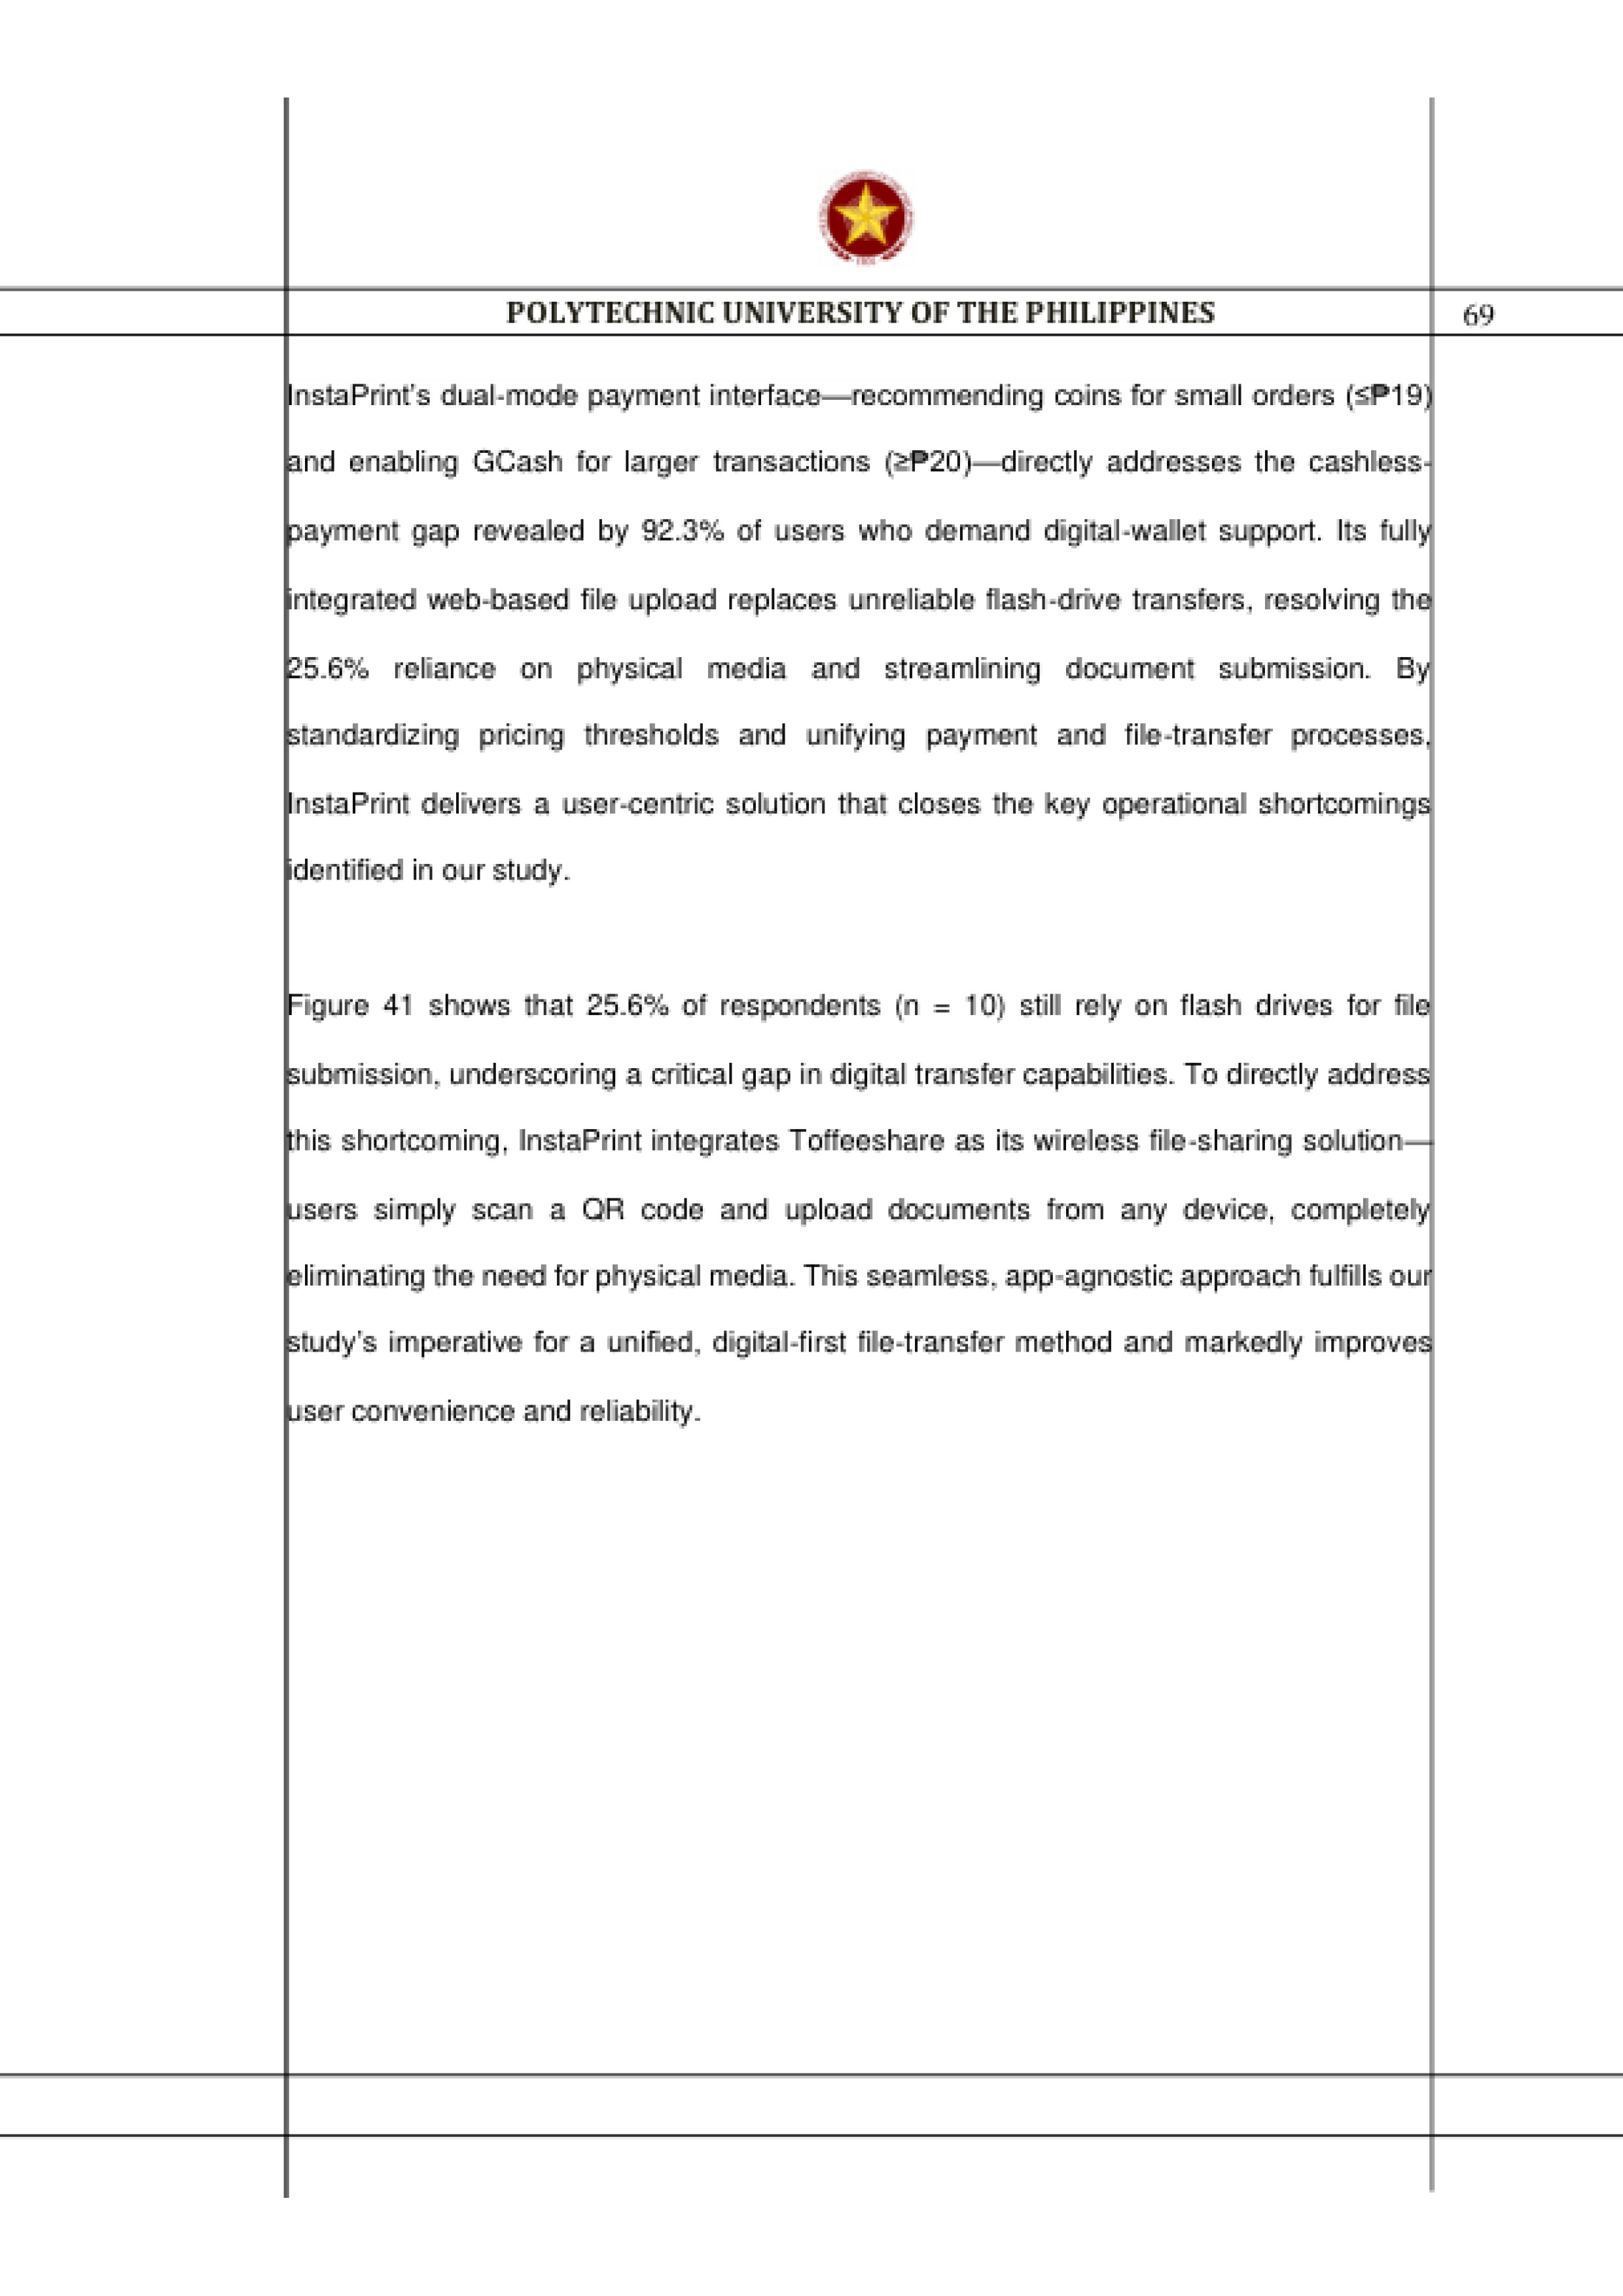 POLYTECHNIC UNIVERSITY OF THE PHILIPPINES
69
InstaPrint’s dual-mode payment interface—recommending coins for small orders (≤₱19)
and enabling GCash for larger transactions (≥₱20)—directly addresses the cashless-
payment gap revealed by 92.3% of users who demand digital-wallet support. Its fully
integrated web-based file upload replaces unreliable flash-drive transfers, resolving the
25.6% reliance on physical media and streamlining document submission. By
standardizing pricing thresholds and unifying payment and file-transfer processes,
InstaPrint delivers a user-centric solution that closes the key operational shortcomings
identified in our study.
Figure 41 shows that 25.6% of respondents (n = 10) still rely on flash drives for file
submission, underscoring a critical gap in digital transfer capabilities. To directly address
this shortcoming, InstaPrint integrates Toffeeshare as its wireless file-sharing solution—
users simply scan a QR code and upload documents from any device, completely
eliminating the need for physical media. This seamless, app-agnostic approach fulfills our
study’s imperative for a unified, digital-first file-transfer method and markedly improves
user convenience and reliability.